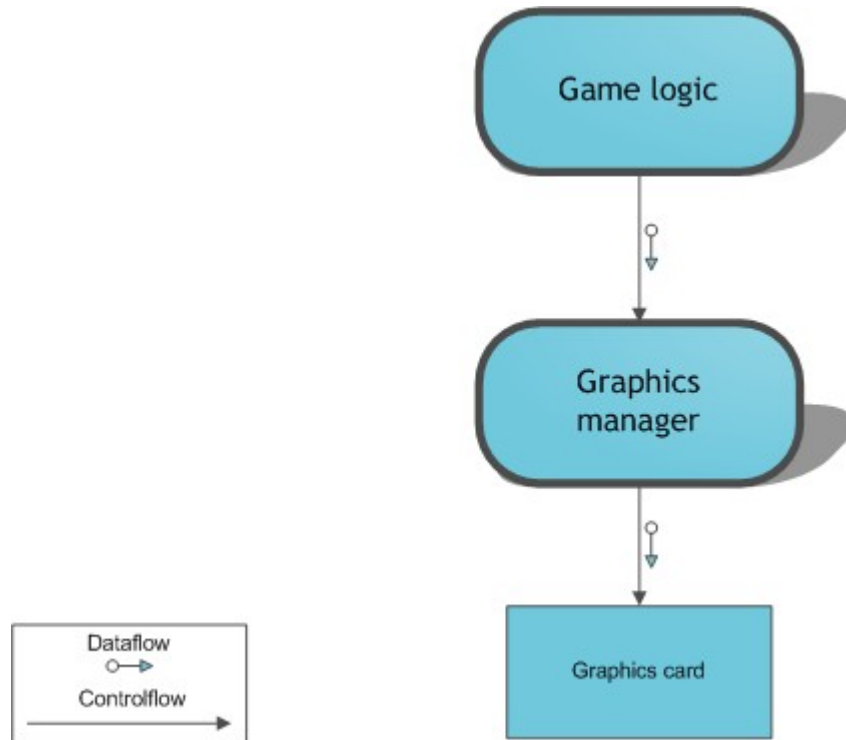 Game logic
Graphics
manager
Graphics card
Dataflow
Controlflow